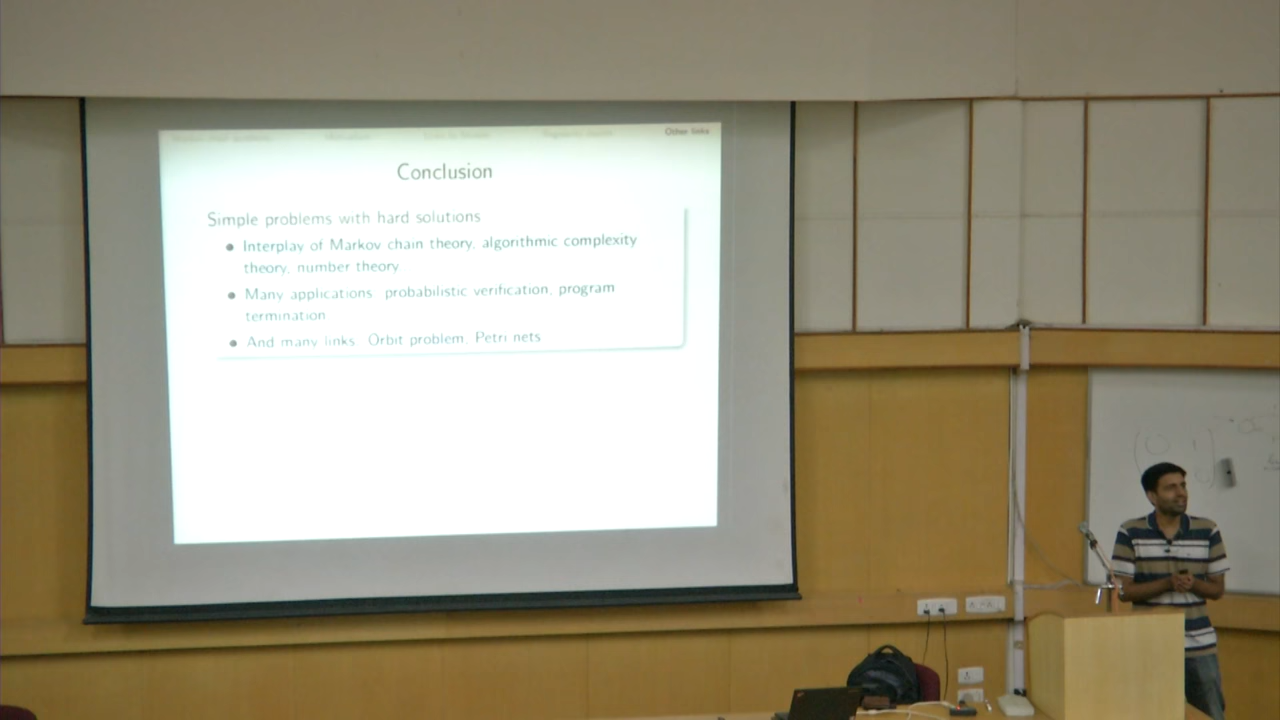 Other links
Conclusion
Simple problems with hard solutions
Interplay of Markov chain theory, algorithmic complexity
theory, number theory
Many applications: probabilistic verification, program
termination
And many links: Orbit problem, Petri nets